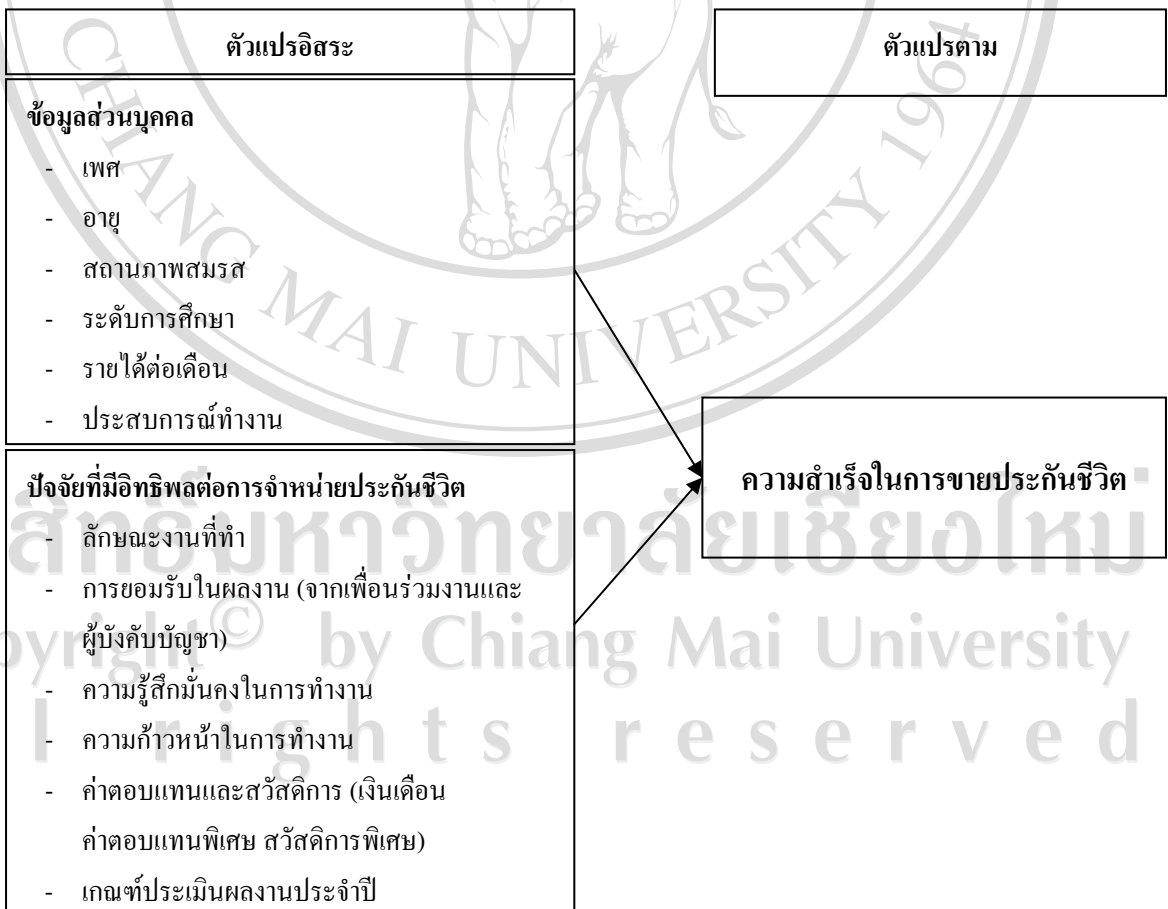 ตัวแปรอิสระ
ตัวแปรตาม
ข้อมูลส่วนบุคคล
- เพศ
- อายุ
- สถานภาพสมรส
- ระดับการศึกษา
- รายได้ต่อเดือน
- ประสบการณ์ทำงาน
ปัจจัยที่มีอิทธิพลต่อการจำหน่ายประกันชีวิต
- ลักษณะงานที่ทำ
- การยอมรับในผลงาน (จากเพื่อนร่วมงานและ
ผู้บังคับบัญชา)
- ความรู้สึกมั่นคงในการทำงาน
- ความก้าวหน้าในการทำงาน
- ค่าตอบแทนและสวัสดิการ (เงินเดือน
ค่าตอบแทนพิเศษ สวัสดิการพิเศษ)
- เกณฑ์ประเมินผลงานประจำปี
ความสำเร็จในการขายประกันชีวิต
CHIANG MAI UNIVERSITY 1964
สิทธิ์มหาวิทยาลัยเชียงใหม่
pyright © by Chiang Mai University
l rights reserved